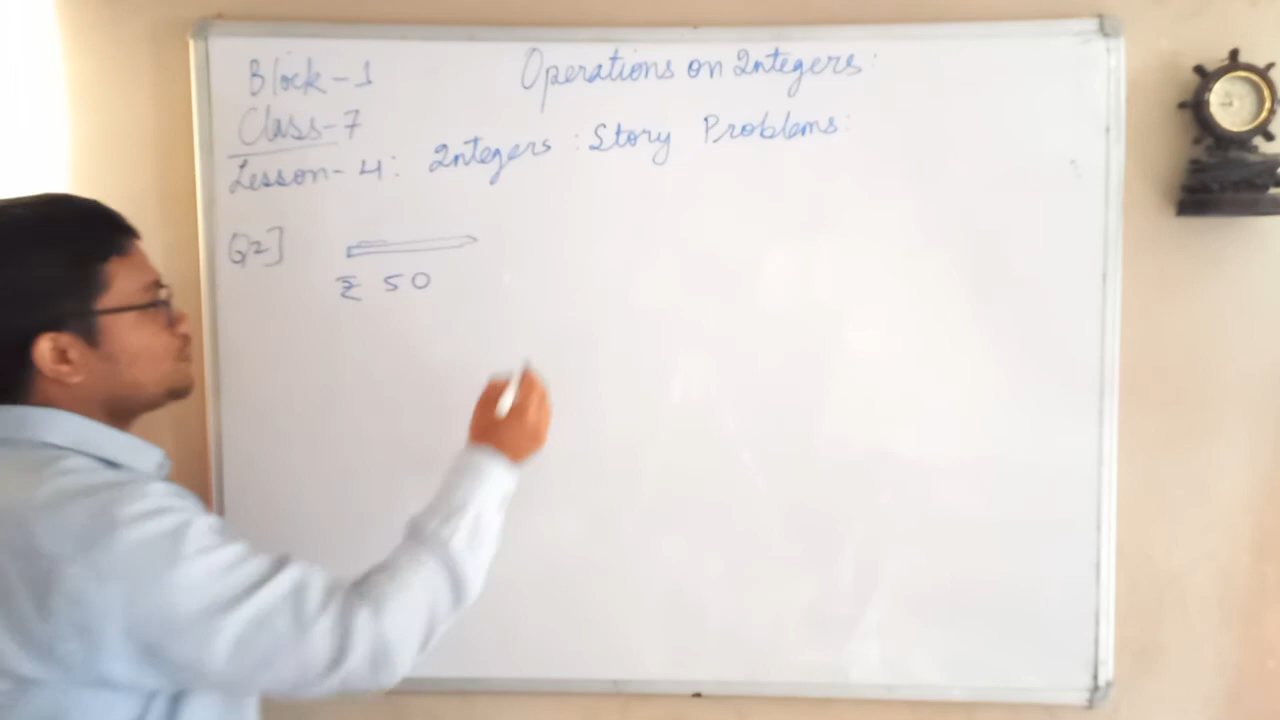 Block-1
Operations on Integers:
Class-7
Lesson-4: Integers: Story Problems:
Q2]
₹ 50